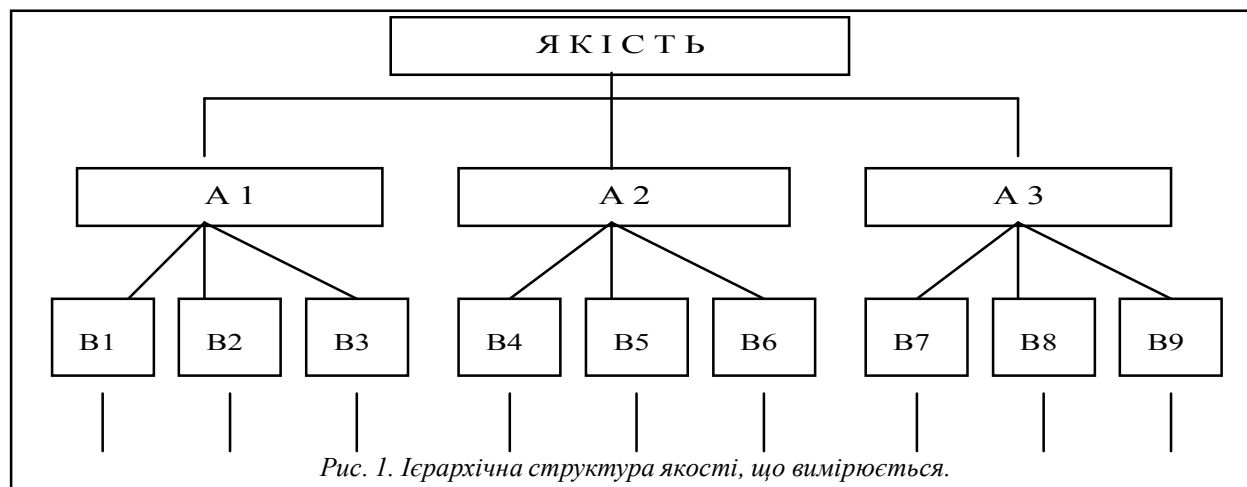 Я К І С Т Ь
А 1 А 2 А 3
В1 В2 В3 В4 В5 В6 В7 В8 В9
Рис. 1. Ієрархічна структура якості, що вимірюється.